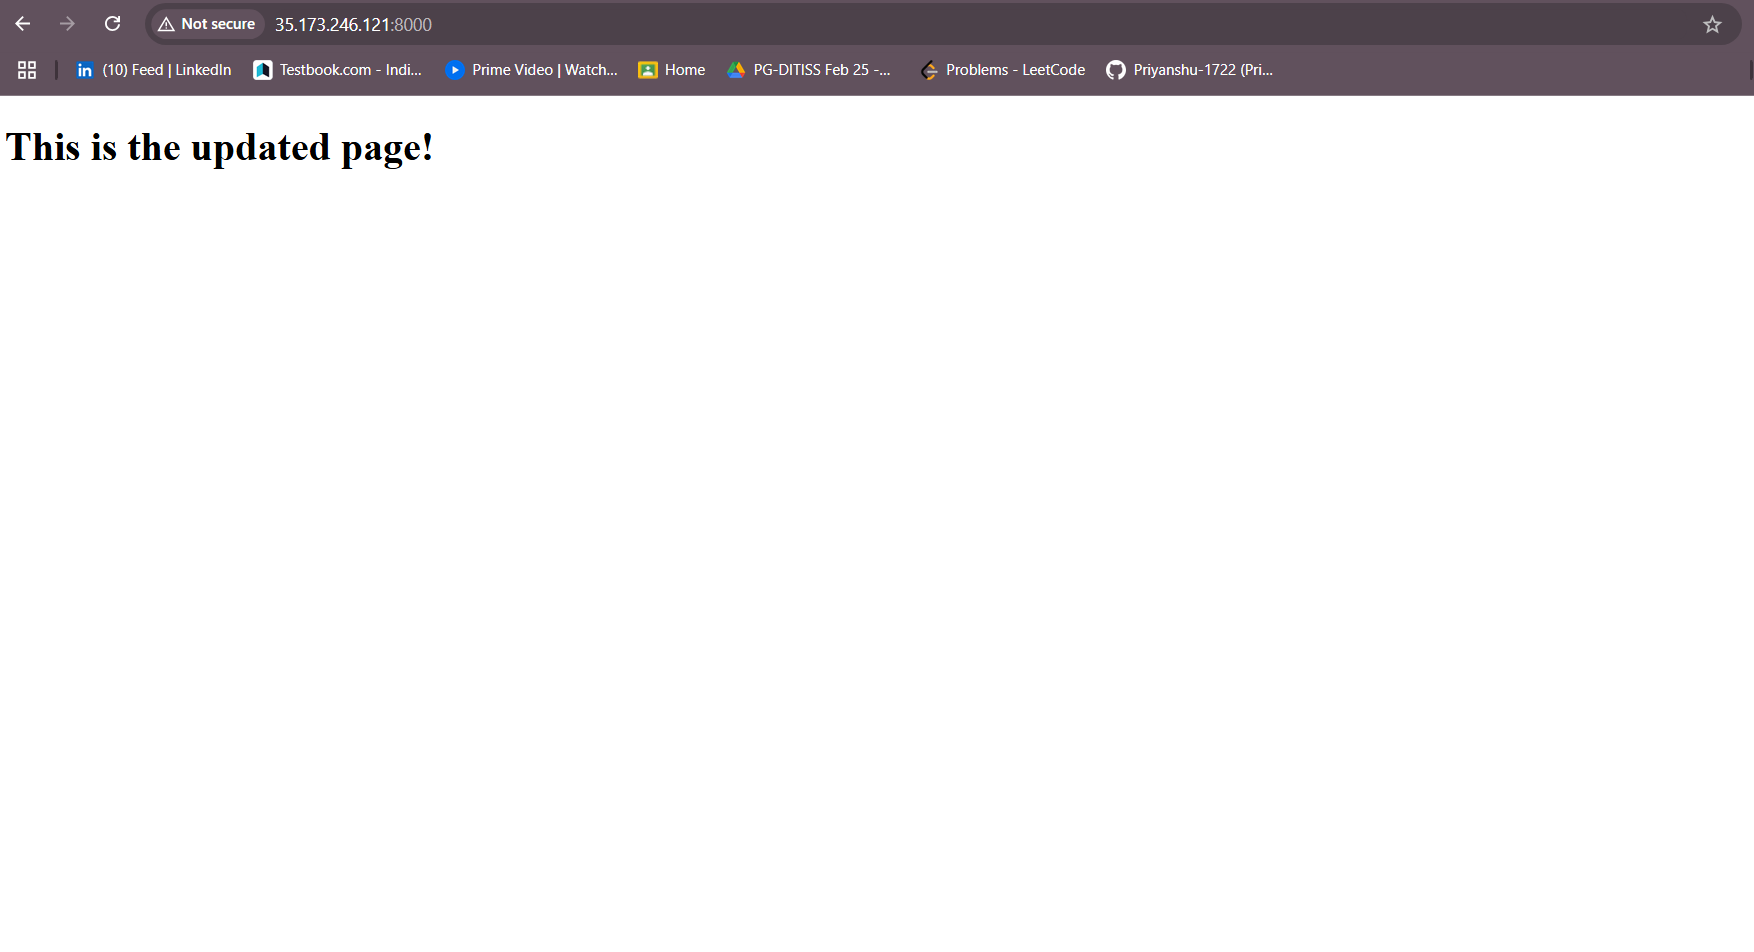 Not secure 35.173.246.121:8000
(10) Feed | LinkedIn Testbook.com - Indi... Prime Video | Watch... Home PG-DITISS Feb 25 -... Problems - LeetCode Priyanshu-1722 (Pri...
This is the updated page!